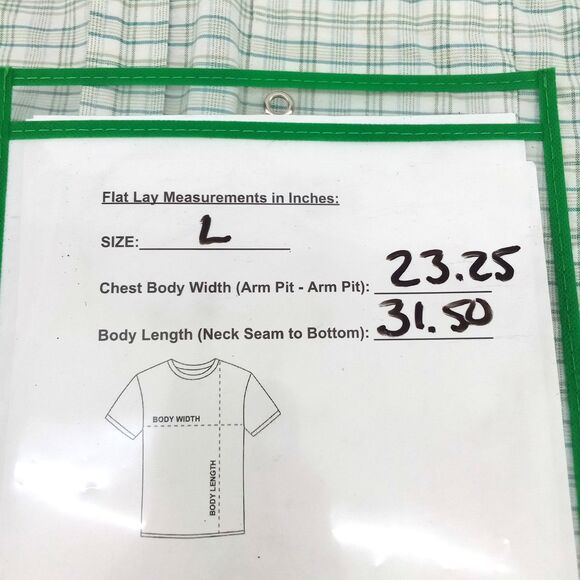 Flat Lay Measurements in Inches:
SIZE: L
Chest Body Width (Arm Pit - Arm Pit): 23.25
Body Length (Neck Seam to Bottom): 31.50
BODY WIDTH
BODY LENGTH